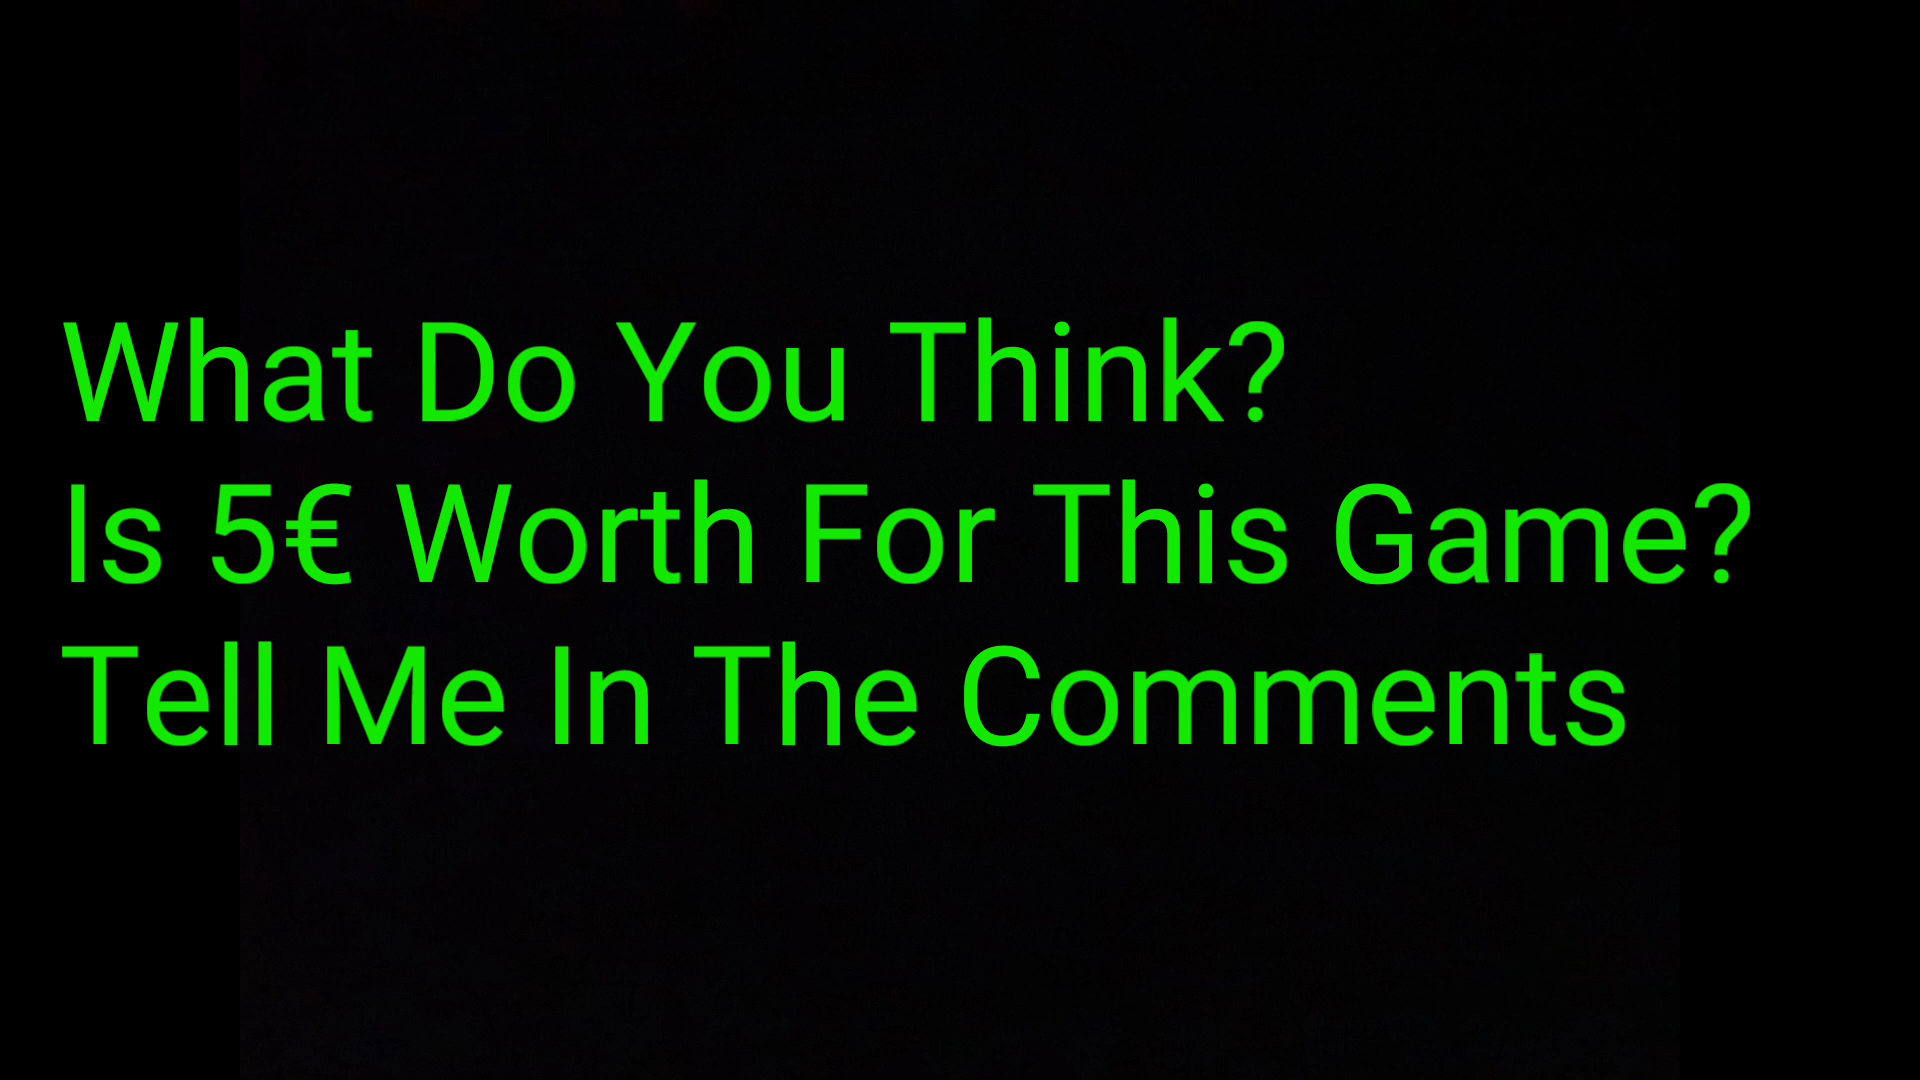 What Do You Think?
Is 5€ Worth For This Game?
Tell Me In The Comments